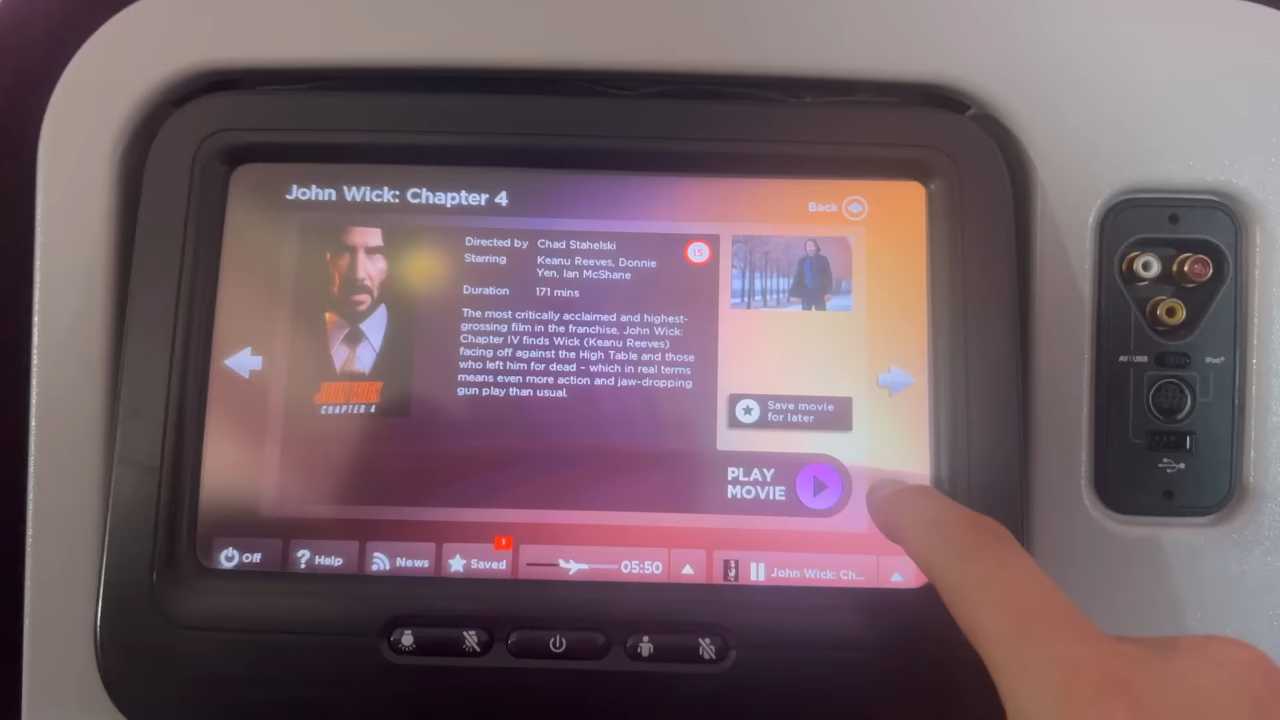 John Wick: Chapter 4
Back
Directed by Chad Stahelski
15
Starring Keanu Reeves, Donnie
Yen, Ian McShane
Duration 171 mins
The most critically acclaimed and highest-
grossing film in the franchise, John Wick:
Chapter IV finds Wick (Keanu Reeves)
facing off against the High Table and those
who left him for dead – which in real terms
means even more action and jaw-dropping
gun play than usual.
JOHN WICK
CHAPTER 4
Save movie
for later
PLAY
MOVIE
Off
? Help
News
Saved
1
05:50
John Wick: Ch...
AV/USB
iPod